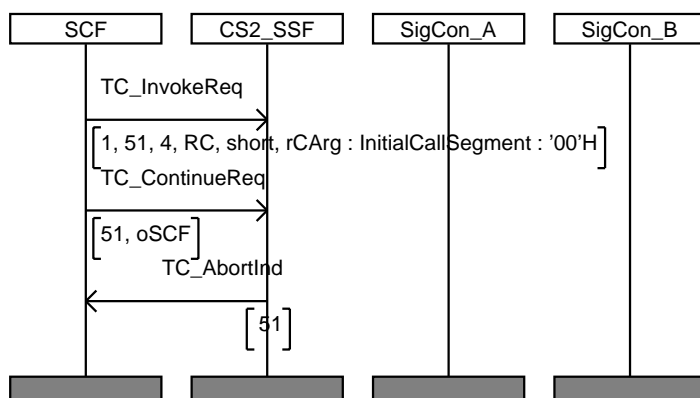 SCF CS2_SSF SigCon_A SigCon_B
TC_InvokeReq
1, 51, 4, RC, short, rCArg : InitialCallSegment : '00'H
TC_ContinueReq
51, oSCF
TC_AbortInd
51